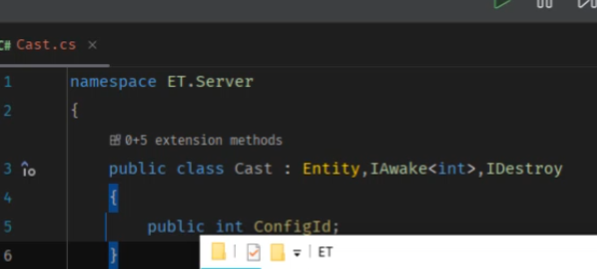 C# Cast.cs ×
1 namespace ET.Server
2 {
0+5 extension methods
3 public class Cast : Entity,IAwake<int>,IDestroy
4 {
5 public int ConfigId;
6 }
ET